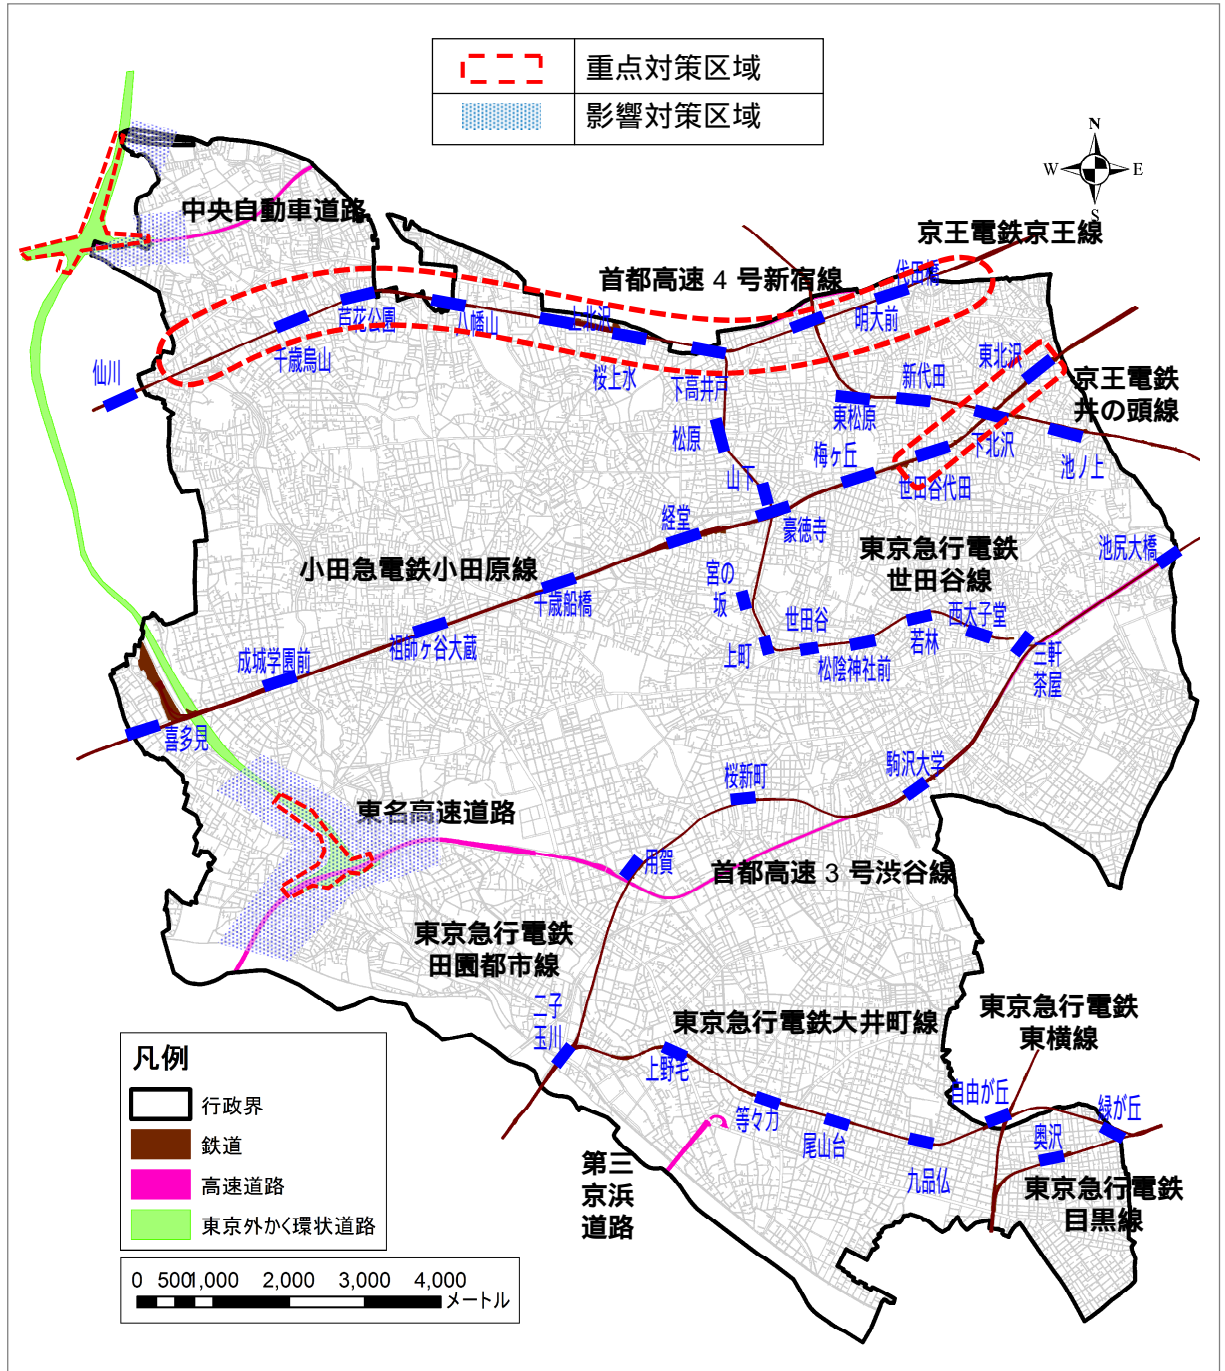 重点対策区域
影響対策区域
N
W
E
S
中央自動車道路
京王電鉄京王線
首都高速4号新宿線
代田橋
芦花公園
八幡山
上北沢
明大前
千歳烏山
仙川
桜上水
下高井戸
東北沢
新代田
京王電鉄
井の頭線
東松原
松原
下北沢
梅ヶ丘
池ノ上
山下
世田谷代田
経堂
豪徳寺
東京急行電鉄
世田谷線
池尻大橋
小田急電鉄小田原線
千歳船橋
宮の
坂
世田谷
西太子堂
若林
祖師ヶ谷大蔵
成城学園前
上町
松陰神社前
三軒
茶屋
喜多見
駒沢大学
桜新町
東名高速道路
用賀
首都高速3号渋谷線
東京急行電鉄
田園都市線
二子
玉川
東京急行電鉄大井町線
東京急行電鉄
東横線
上野毛
自由が丘
緑が丘
等々力
尾山台
奥沢
九品仏
第三
京浜
道路
東京急行電鉄
目黒線
凡例
行政界
鉄道
高速道路
東京外かく環状道路
0 500 1,000 2,000 3,000 4,000
メートル